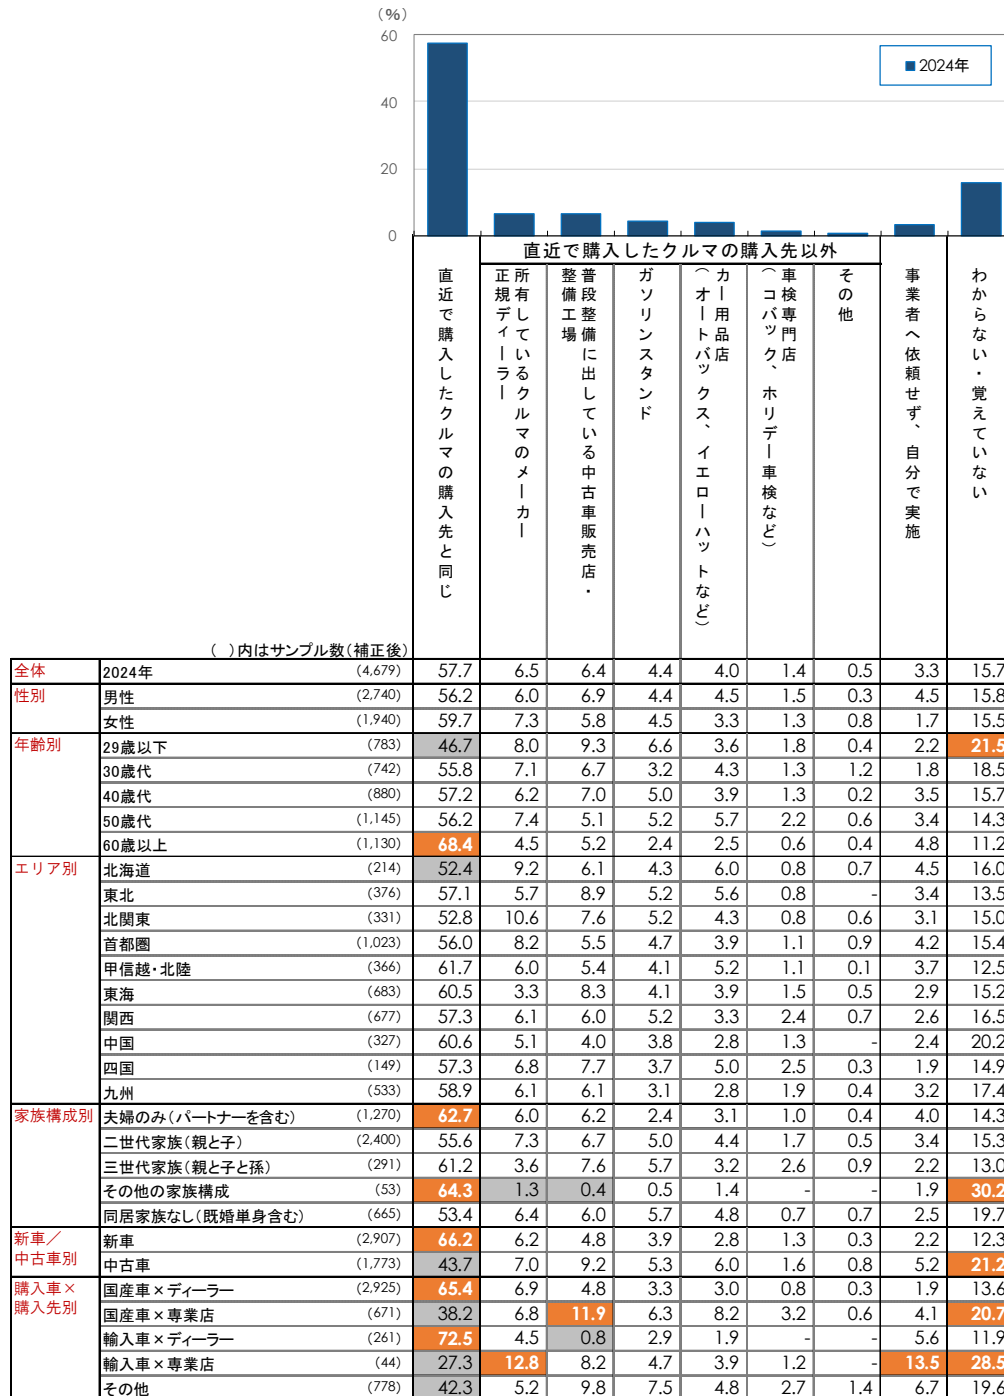 (%)
60
40
20
0
2024年
直近で購入したクルマの購入先以外
直近で購入したクルマの購入先と同じ
所有しているクルマのメーカー
正規ディーラー
普段整備に出している中古車販売店・
整備工場
ガソリンスタンド
カー用品店
（オートバックス、イエローハットなど）
車検専門店
（コバック、ホリデー車検など）
その他
事業者へ依頼せず、自分で実施
わからない・覚えていない
( )内はサンプル数(補正後)
全体 2024年 (4,679) 57.7 6.5 6.4 4.4 4.0 1.4 0.5 3.3 15.7
性別 男性 (2,740) 56.2 6.0 6.9 4.4 4.5 1.5 0.3 4.5 15.8
女性 (1,940) 59.7 7.3 5.8 4.5 3.3 1.3 0.8 1.7 15.5
年齢別 29歳以下 (783) 46.7 8.0 9.3 6.6 3.6 1.8 0.4 2.2 21.5
30歳代 (742) 55.8 7.1 6.7 3.2 4.3 1.3 1.2 1.8 18.5
40歳代 (880) 57.2 6.2 7.0 5.0 3.9 1.3 0.2 3.5 15.7
50歳代 (1,145) 56.2 7.4 5.1 5.2 5.7 2.2 0.6 3.4 14.3
60歳以上 (1,130) 68.4 4.5 5.2 2.4 2.5 0.6 0.4 4.8 11.2
エリア別 北海道 (214) 52.4 9.2 6.1 4.3 6.0 0.8 0.7 4.5 16.0
東北 (376) 57.1 5.7 8.9 5.2 5.6 0.8 - 3.4 13.5
北関東 (331) 52.8 10.6 7.6 5.2 4.3 0.8 0.6 3.1 15.0
首都圏 (1,023) 56.0 8.2 5.5 4.7 3.9 1.1 0.9 4.2 15.4
甲信越・北陸 (366) 61.7 6.0 5.4 4.1 5.2 1.1 0.1 3.7 12.5
東海 (683) 60.5 3.3 8.3 4.1 3.9 1.5 0.5 2.9 15.2
関西 (677) 57.3 6.1 6.0 5.2 3.3 2.4 0.7 2.6 16.5
中国 (327) 60.6 5.1 4.0 3.8 2.8 1.3 - 2.4 20.2
四国 (149) 57.3 6.8 7.7 3.7 5.0 2.5 0.3 1.9 14.9
九州 (533) 58.9 6.1 6.1 3.1 2.8 1.9 0.4 3.2 17.4
家族構成別 夫婦のみ(パートナーを含む) (1,270) 62.7 6.0 6.2 2.4 3.1 1.0 0.4 4.0 14.3
二世代家族(親と子) (2,400) 55.6 7.3 6.7 5.0 4.4 1.7 0.5 3.4 15.3
三世代家族(親と子と孫) (291) 61.2 3.6 7.6 5.7 3.2 2.6 0.9 2.2 13.0
その他の家族構成 (53) 64.3 1.3 0.4 0.5 1.4 - - 1.9 30.2
同居家族なし(既婚単身含む) (665) 53.4 6.4 6.0 5.7 4.8 0.7 0.7 2.5 19.7
新車／ 新車 (2,907) 66.2 6.2 4.8 3.9 2.8 1.3 0.3 2.2 12.3
中古車別 中古車 (1,773) 43.7 7.0 9.2 5.3 6.0 1.6 0.8 5.2 21.2
購入車× 国産車×ディーラー (2,925) 65.4 6.9 4.8 3.3 3.0 0.8 0.3 1.9 13.6
購入先別 国産車×専業店 (671) 38.2 6.8 11.9 6.3 8.2 3.2 0.6 4.1 20.7
輸入車×ディーラー (261) 72.5 4.5 0.8 2.9 1.9 - - 5.6 11.9
輸入車×専業店 (44) 27.3 12.8 8.2 4.7 3.9 1.2 - 13.5 28.5
その他 (778) 42.3 5.2 9.8 7.5 4.8 2.7 1.4 6.7 19.6